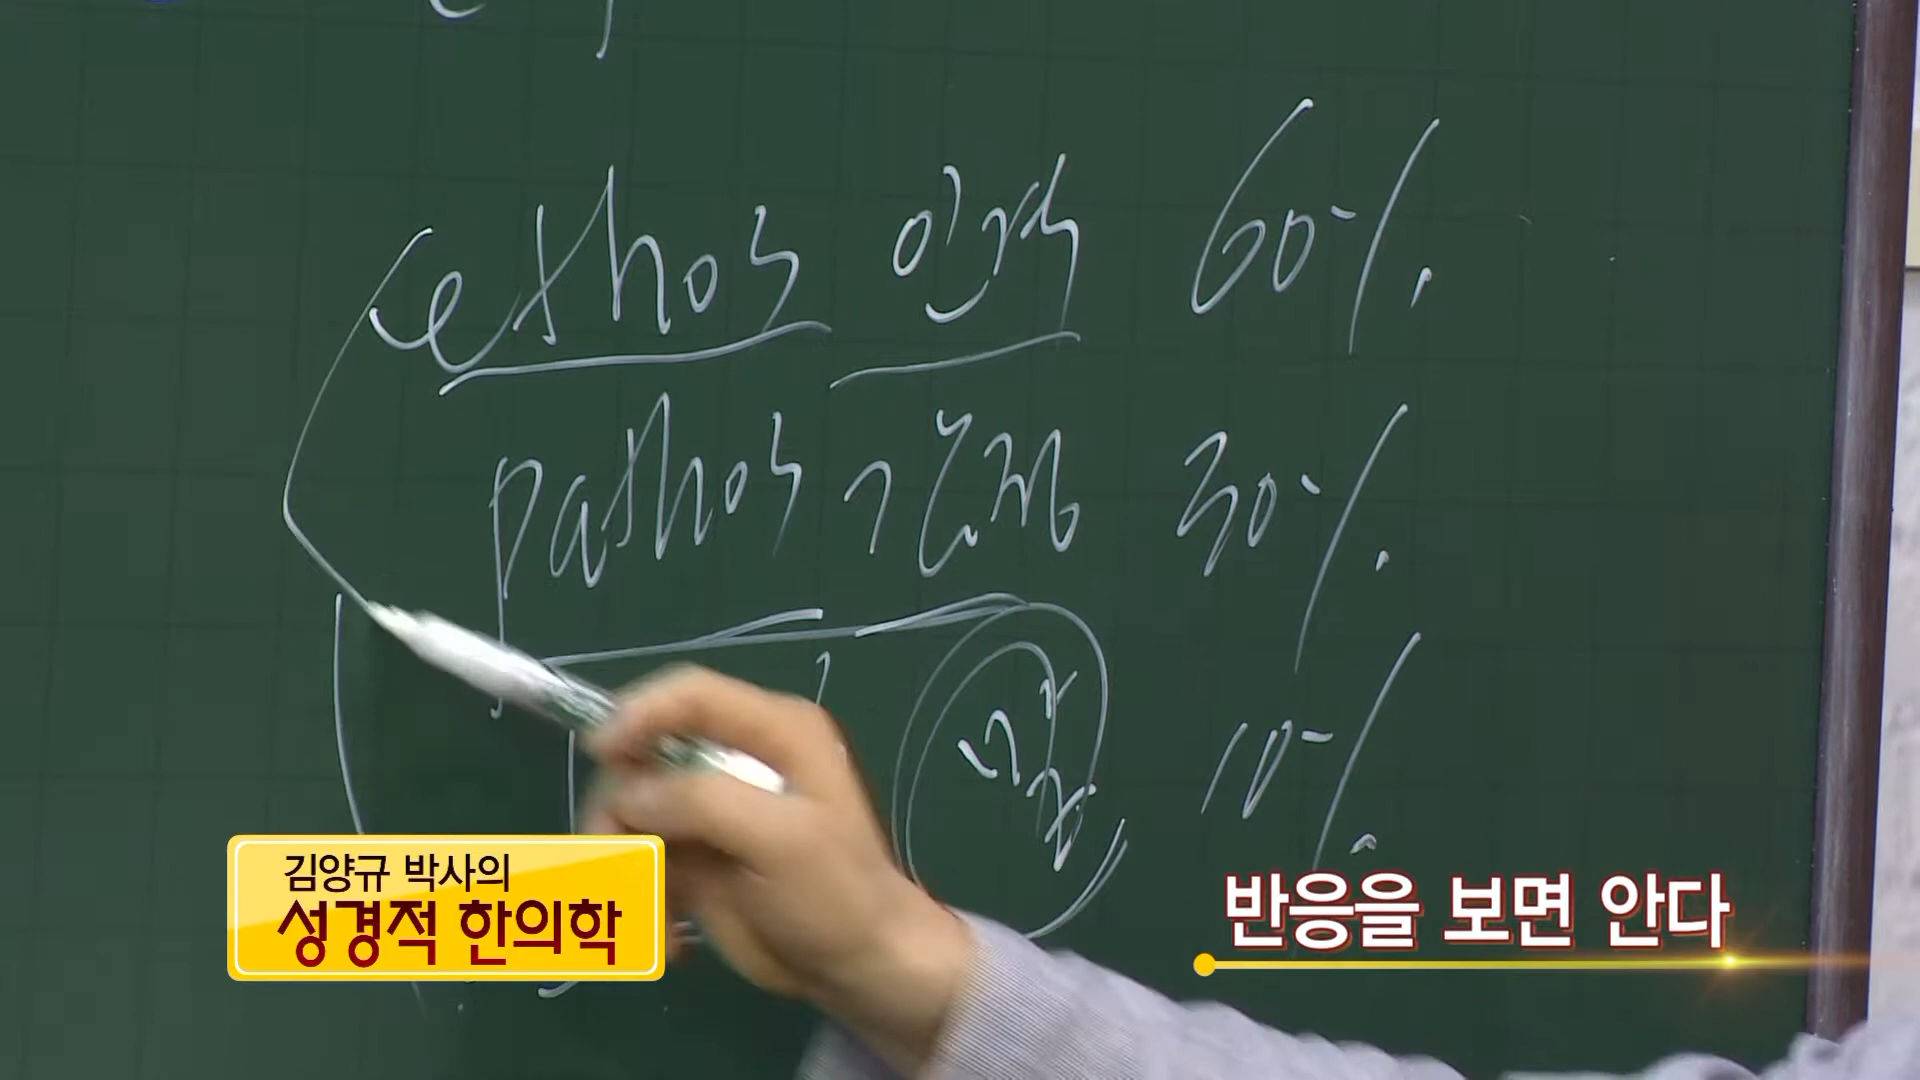 ethos 인격 60%.
pathos 감정 30%.
10%.
김양규 박사의
성경적 한의학
반응을 보면 안다